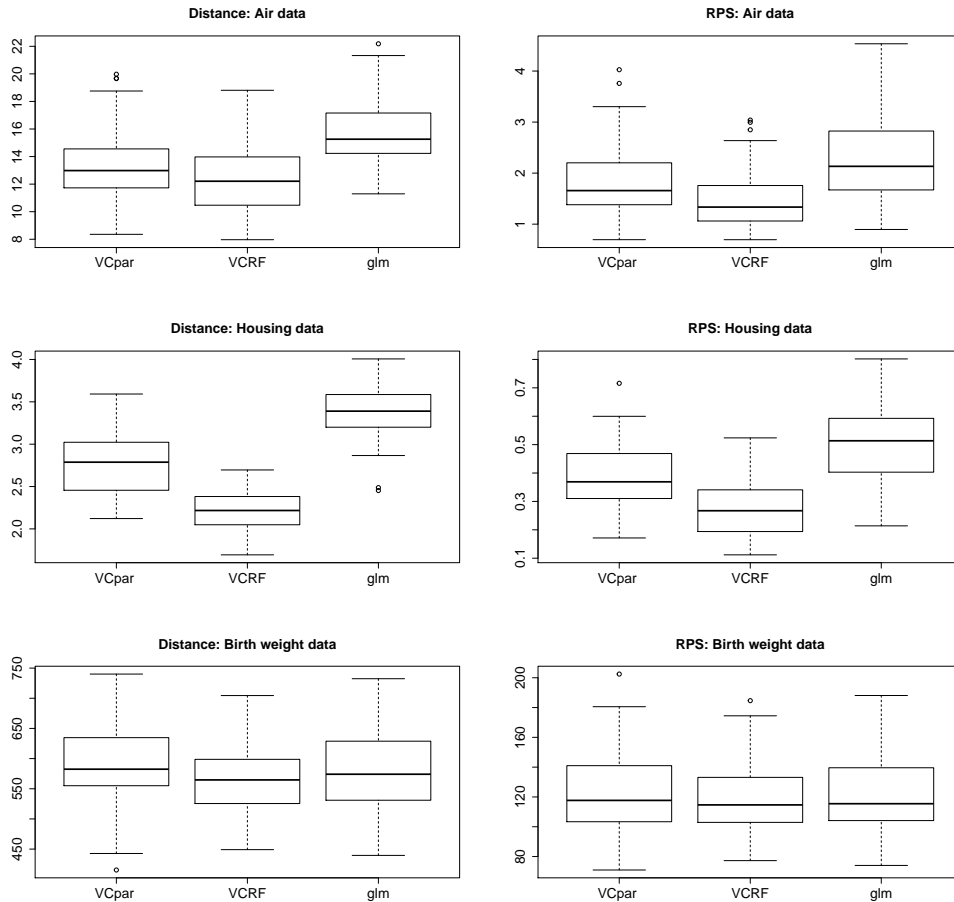 Distance: Air data
22
20
18
16
14
12
10
8
VCpar VCRF glm
RPS: Air data
4
3
2
1
VCpar VCRF glm
Distance: Housing data
4.0
3.5
3.0
2.5
2.0
VCpar VCRF glm
RPS: Housing data
0.7
0.5
0.3
0.1
VCpar VCRF glm
Distance: Birth weight data
750
650
550
450
VCpar VCRF glm
RPS: Birth weight data
200
160
120
80
VCpar VCRF glm